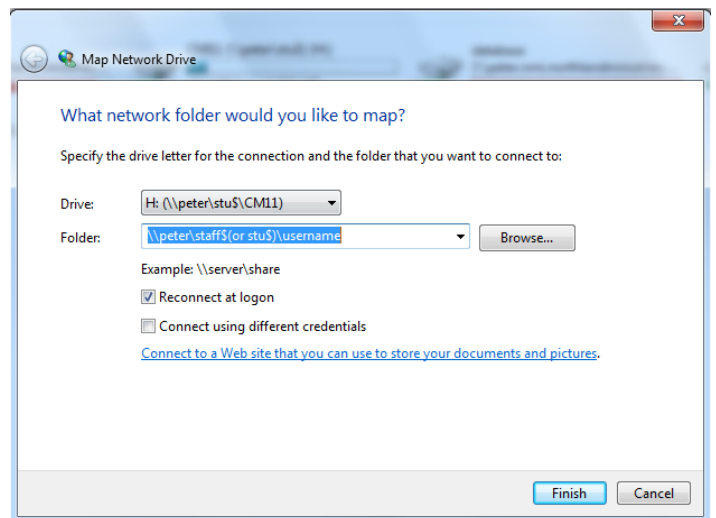 Map Network Drive
What network folder would you like to map?
Specify the drive letter for the connection and the folder that you want to connect to:
Drive: H: (\\peter\stu$\CM11)
Folder: \\peter\staff$(or stu$)\username Browse...
Example: \\server\share
Reconnect at logon
Connect using different credentials
Connect to a Web site that you can use to store your documents and pictures.
Finish Cancel